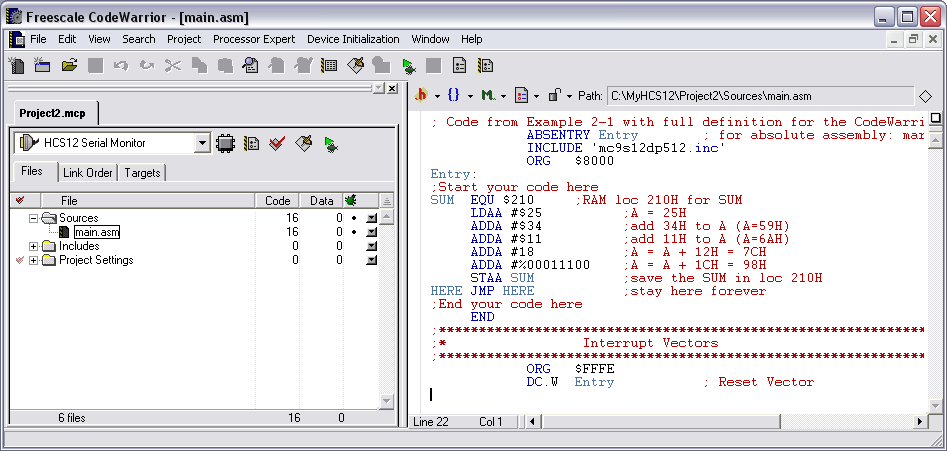 Freescale CodeWarrior - [main.asm]
File Edit View Search Project Processor Expert Device Initialization Window Help
Project2.mcp
HCS12 Serial Monitor
Files Link Order Targets
File Code Data
Sources 16 0
main.asm 16 0
Includes 0 0
Project Settings 0 0
6 files 16 0
h {} M. Path: C:\MyHCS12\Project2\Sources\main.asm
; Code from Example 2-1 with full definition for the CodeWarri
ABSENTRY Entry ; for absolute assembly: mar
INCLUDE 'mc9s12dp512.inc'
ORG $8000
Entry:
;Start your code here
SUM EQU $210 ;RAM loc 210H for SUM
LDAA #$25 ;A = 25H
ADDA #$34 ;add 34H to A (A=59H)
ADDA #$11 ;add 11H to A (A=6AH)
ADDA #18 ;A = A + 12H = 7CH
ADDA #%00011100 ;A = A + 1CH = 98H
STAA SUM ;save the SUM in loc 210H
HERE JMP HERE ;stay here forever
;End your code here
END
;*************************************************************
;* Interrupt Vectors
;*************************************************************
ORG $FFFE
DC.W Entry ; Reset Vector
Line 22 Col 1